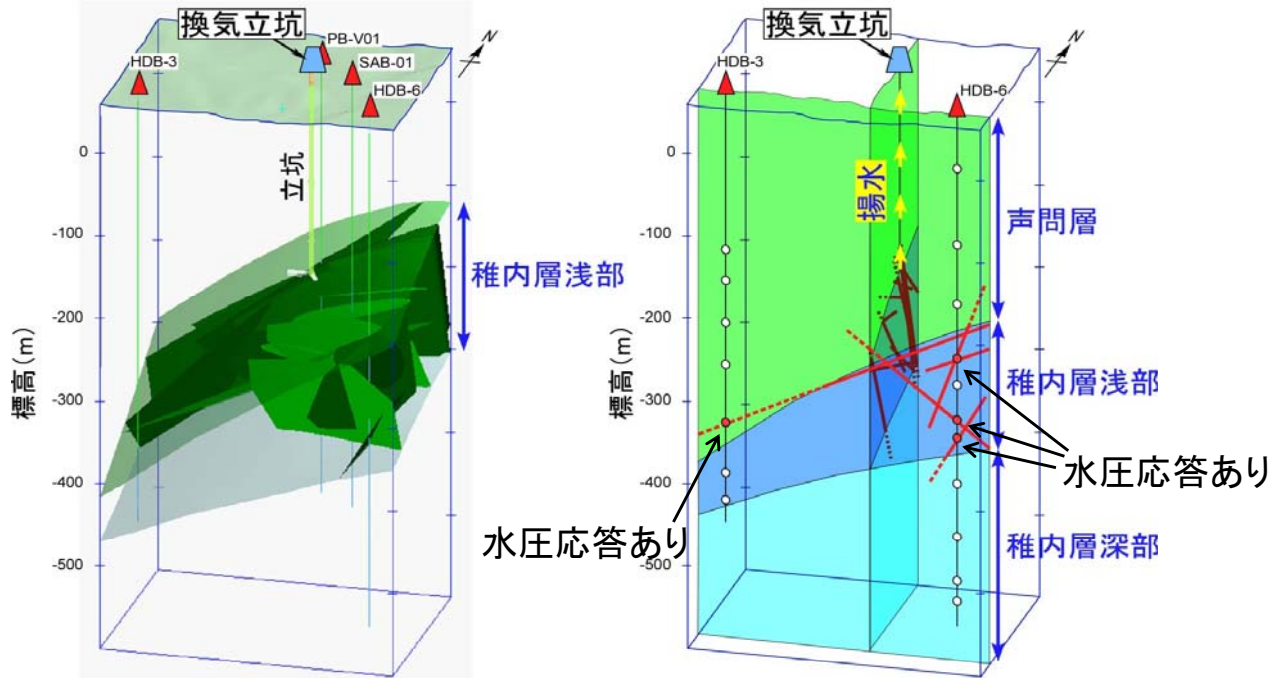 換気立坑
PB-V01
HDB-3
SAB-01
HDB-6
N
立坑
0
-100
-200
-300
-400
-500
標高(m)
稚内層浅部
換気立坑
HDB-3
HDB-6
N
揚水
0
-100
-200
-300
-400
-500
標高(m)
声問層
稚内層浅部
稚内層深部
水圧応答あり
水圧応答あり